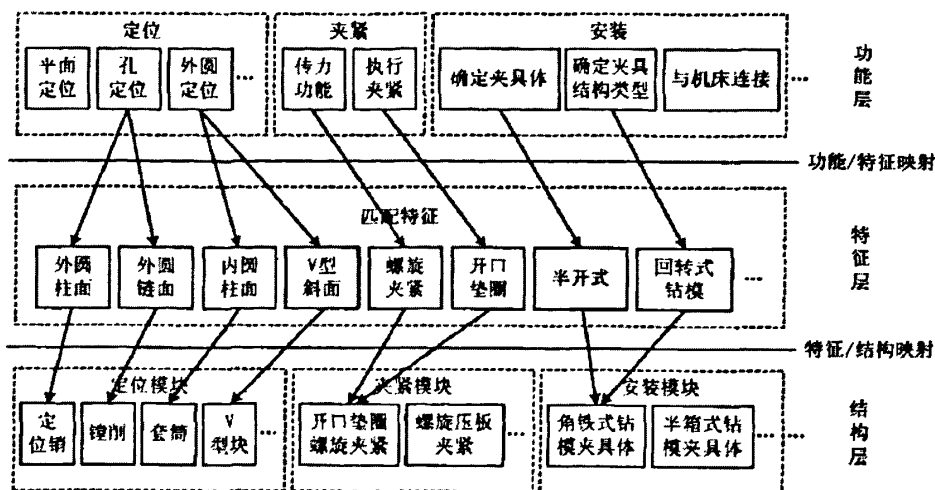 定位
夹紧
安装
平面
定位
孔
定位
外圆
定位
...
传力
功能
执行
夹紧
确定夹具体
确定夹具
结构类型
与机床连接
...
功能层
功能/特征映射
匹配特征
外圆
柱面
外圆
链面
内圆
柱面
V型
斜面
螺旋
夹紧
开口
垫圈
半开式
回转式
钻模
...
特征层
特征/结构映射
定位模块
夹紧模块
安装模块
定
位销
镗削
套筒
V
型块
...
开口垫圈
螺旋夹紧
螺旋压板
夹紧
...
角铁式钻
模夹具体
半箱式钻
模夹具体
......
结构层